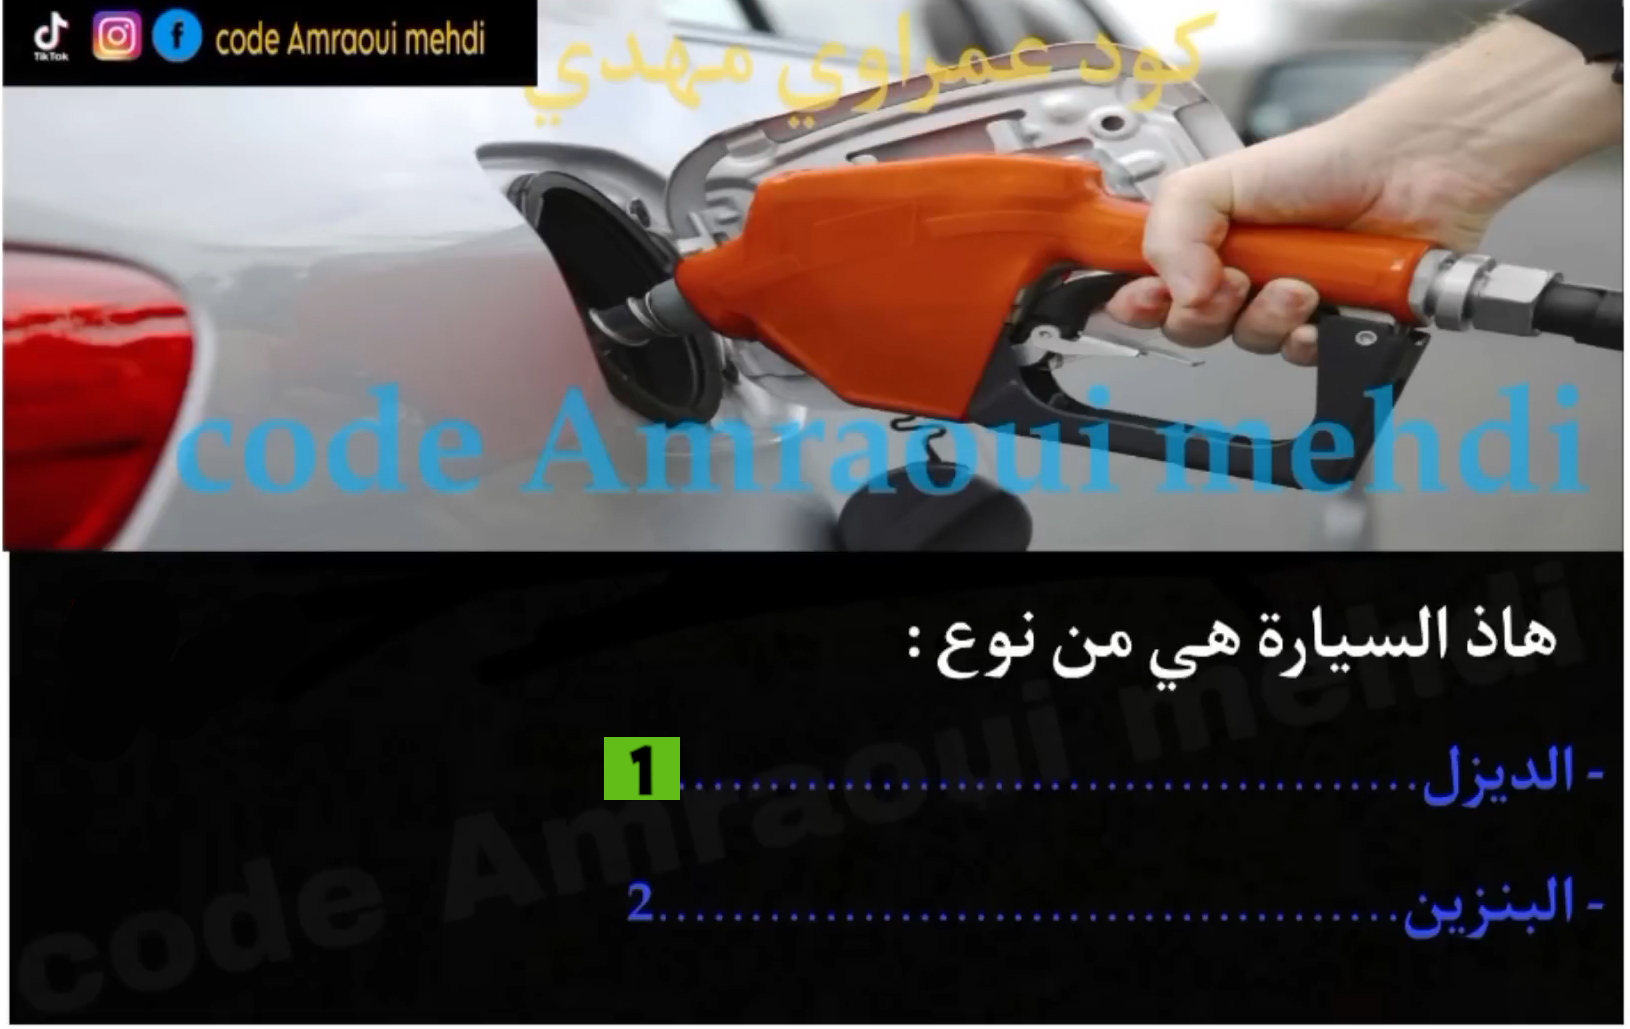 TikTok code Amraoui mehdi
كود عمراوي مهدي
code Amraoui mehdi
هاذ السيارة هي من نوع :
- الديزل........................................1
- البنزين........................................2
code Amraoui mehdi